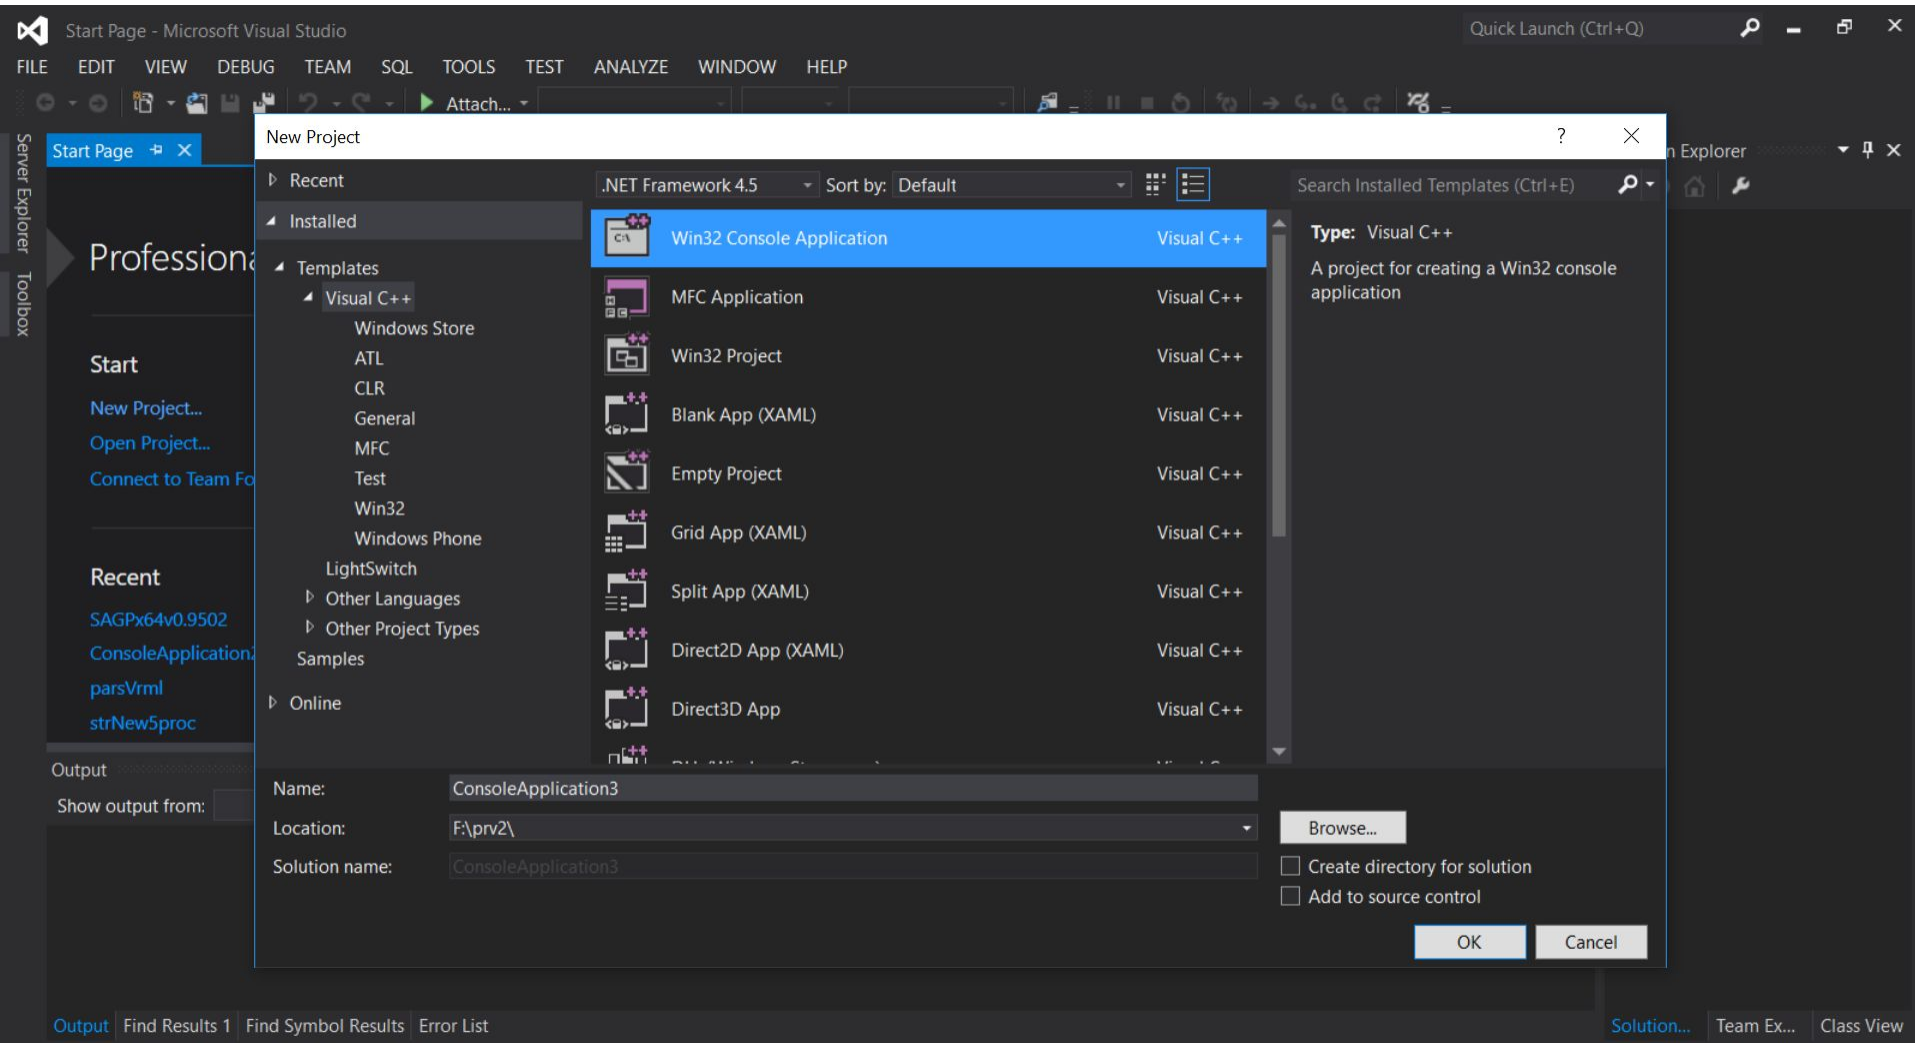 Start Page - Microsoft Visual Studio
Quick Launch (Ctrl+Q)
FILE EDIT VIEW DEBUG TEAM SQL TOOLS TEST ANALYZE WINDOW HELP
Attach...
Server Explorer
Toolbox
Start Page
New Project
?
n Explorer
Professiona
Start
New Project...
Open Project...
Connect to Team Fo
Recent
SAGPx64v0.9502
ConsoleApplication2
parsVrml
strNew5proc
Recent
Installed
Templates
Visual C++
Windows Store
ATL
CLR
General
MFC
Test
Win32
Windows Phone
LightSwitch
Other Languages
Other Project Types
Samples
Online
.NET Framework 4.5 Sort by: Default
Search Installed Templates (Ctrl+E)
Win32 Console Application Visual C++
MFC Application Visual C++
Win32 Project Visual C++
Blank App (XAML) Visual C++
Empty Project Visual C++
Grid App (XAML) Visual C++
Split App (XAML) Visual C++
Direct2D App (XAML) Visual C++
Direct3D App Visual C++
Type: Visual C++
A project for creating a Win32 console
application
Name: ConsoleApplication3
Location: F:\prv2\
Browse...
Solution name: ConsoleApplication3
Create directory for solution
Add to source control
OK Cancel
Output
Show output from:
Output Find Results 1 Find Symbol Results Error List
Solution... Team Ex... Class View